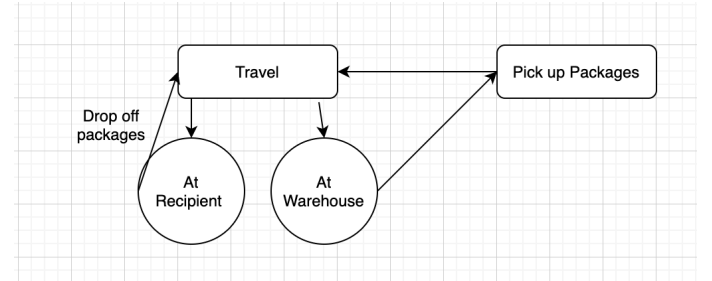 Travel
Pick up Packages
Drop off
packages
At
Recipient
At
Warehouse